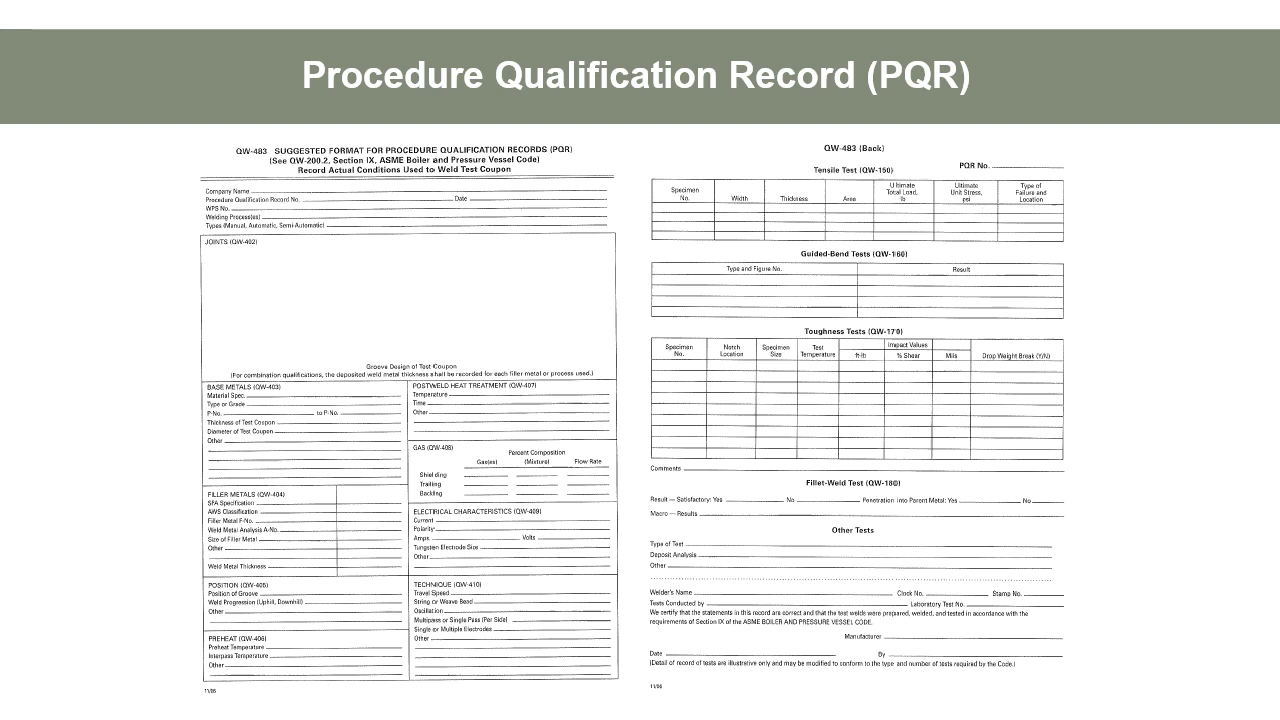 Procedure Qualification Record (PQR)
QW-483 SUGGESTED FORMAT FOR PROCEDURE QUALIFICATION RECORDS (PQR)
(See QW-200.2, Section IX, ASME Boiler and Pressure Vessel Code)
Record Actual Conditions Used to Weld Test Coupon
Company Name
Procedure Qualification Record No. Date
WPS No.
Welding Process(es)
Types (Manual, Automatic, Semi-Automatic)
JOINTS (QW-402)
Groove Design of Test Coupon
(For combination qualifications, the deposited weld metal thickness shall be recorded for each filler metal or process used.)
BASE METALS (QW-403)
Material Spec.
Type or Grade
P-No. to P-No.
Thickness of Test Coupon
Diameter of Test Coupon
Other
FILLER METALS (QW-404)
SFA Specification
AWS Classification
Filler Metal F-No.
Weld Metal Analysis A-No.
Size of Filler Metal
Other
Weld Metal Thickness
POSITION (QW-405)
Position of Groove
Weld Progression (Uphill, Downhill)
Other
PREHEAT (QW-406)
Preheat Temperature
Interpass Temperature
Other
POSTWELD HEAT TREATMENT (QW-407)
Temperature
Time
Other
GAS (QW-408)
Percent Composition
Gas(es) (Mixture) Flow Rate
Shielding
Trailing
Backing
ELECTRICAL CHARACTERISTICS (QW-409)
Current
Polarity
Amps. Volts
Tungsten Electrode Size
Other
TECHNIQUE (QW-410)
Travel Speed
String or Weave Bead
Oscillation
Multipass or Single Pass (Per Side)
Single or Multiple Electrodes
Other
11/06
QW-483 (Back)
PQR No.
Tensile Test (QW-150)
Specimen No. Width Thickness Area Ultimate Total Load, lb Ultimate Unit Stress, psi Type of Failure and Location
Guided-Bend Tests (QW-160)
Type and Figure No. Result
Toughness Tests (QW-170)
Specimen No. Notch Location Specimen Size Test Temperature Impact Values Drop Weight Break (Y/N)
ft-lb % Shear Mils
Comments
Fillet-Weld Test (QW-180)
Result — Satisfactory: Yes No Penetration into Parent Metal: Yes No
Macro — Results
Other Tests
Type of Test
Deposit Analysis
Other
Welder's Name Clock No. Stamp No.
Tests Conducted by Laboratory Test No.
We certify that the statements in this record are correct and that the test welds were prepared, welded, and tested in accordance with the
requirements of Section IX of the ASME BOILER AND PRESSURE VESSEL CODE.
Manufacturer
Date By
(Detail of record of tests are illustrative only and may be modified to conform to the type and number of tests required by the Code.)
11/06